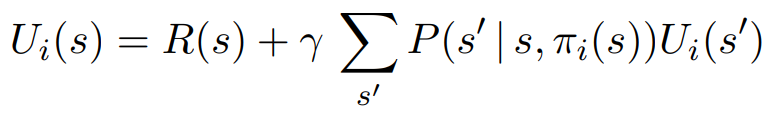 U_i(s) = R(s) + γ ∑_{s′} P(s′ | s, π_i(s))U_i(s′)